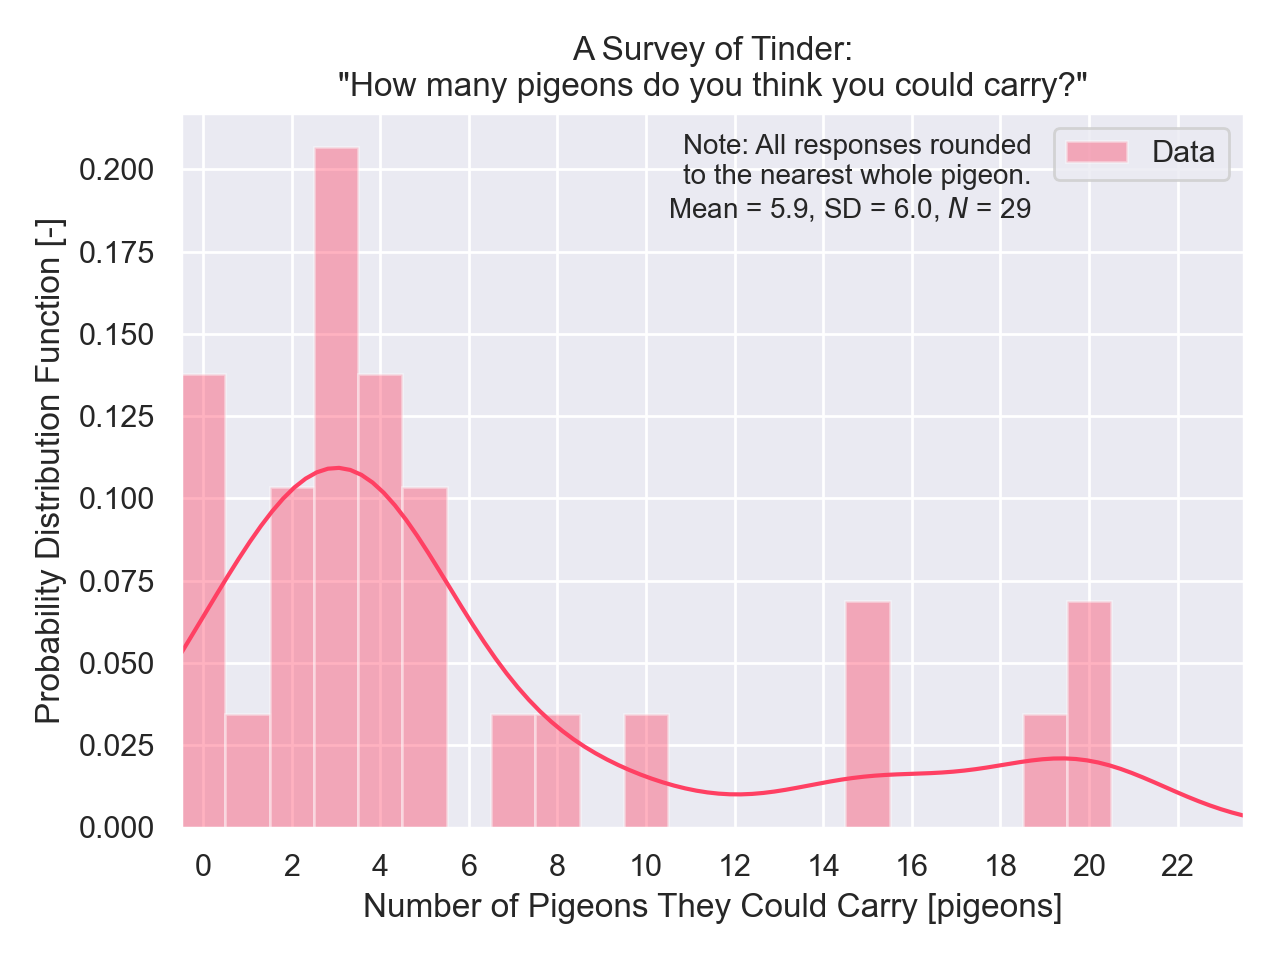 A Survey of Tinder:
"How many pigeons do you think you could carry?"
Note: All responses rounded
to the nearest whole pigeon.
Mean = 5.9, SD = 6.0, N = 29
Data
Probability Distribution Function [-]
0.200
0.175
0.150
0.125
0.100
0.075
0.050
0.025
0.000
0 2 4 6 8 10 12 14 16 18 20 22
Number of Pigeons They Could Carry [pigeons]